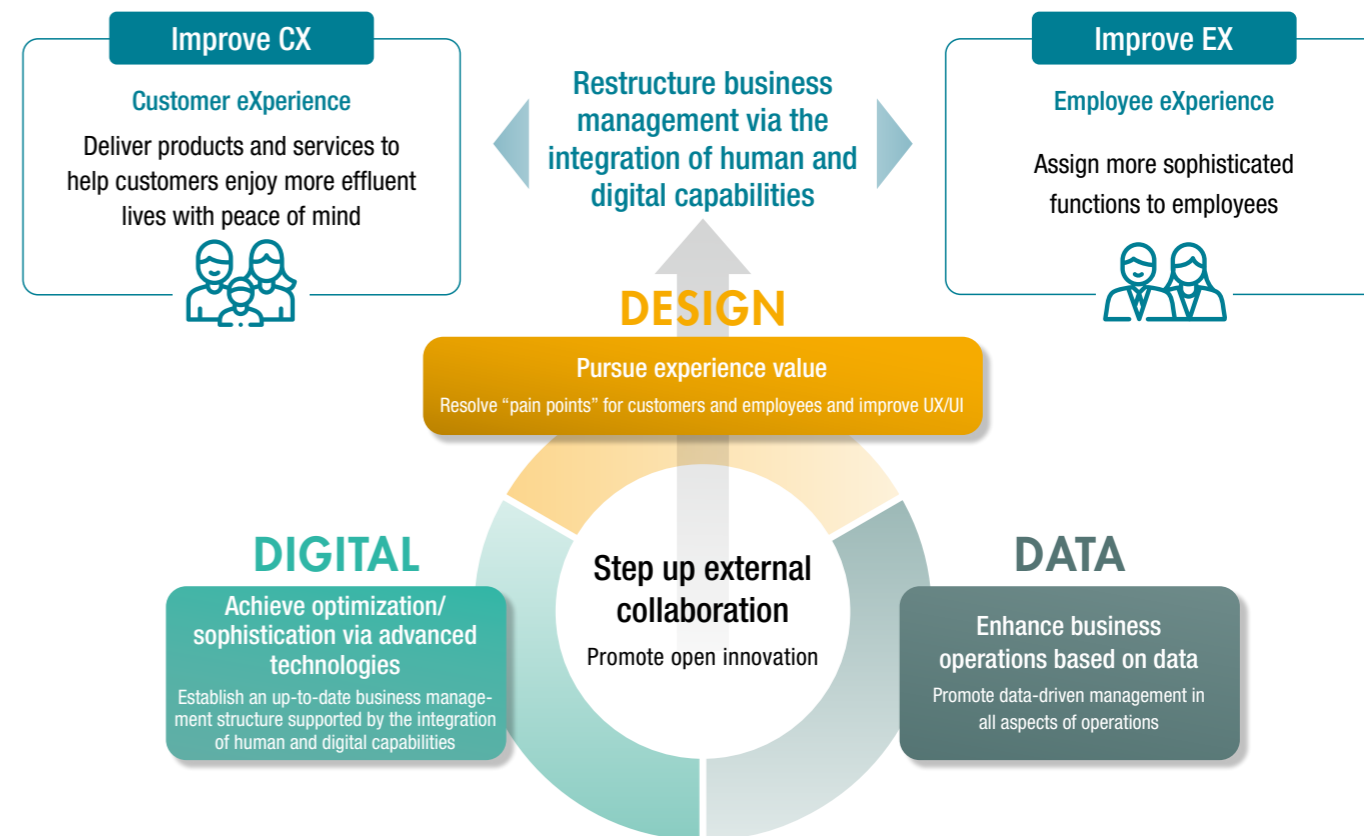 Improve CX
Customer eXperience
Deliver products and services to
help customers enjoy more effluent
lives with peace of mind
Restructure business
management via the
integration of human and
digital capabilities
Improve EX
Employee eXperience
Assign more sophisticated
functions to employees
DESIGN
Pursue experience value
Resolve “pain points” for customers and employees and improve UX/UI
DIGITAL
Achieve optimization/
sophistication via advanced
technologies
Establish an up-to-date business manage-
ment structure supported by the integration
of human and digital capabilities
Step up external
collaboration
Promote open innovation
DATA
Enhance business
operations based on data
Promote data-driven management in
all aspects of operations